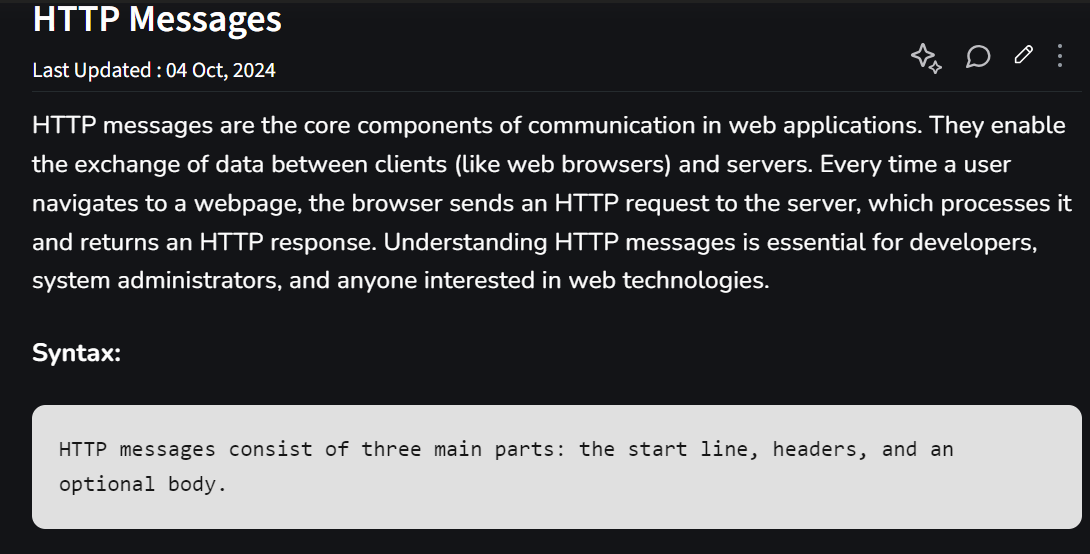 HTTP Messages
Last Updated : 04 Oct, 2024
HTTP messages are the core components of communication in web applications. They enable
the exchange of data between clients (like web browsers) and servers. Every time a user
navigates to a webpage, the browser sends an HTTP request to the server, which processes it
and returns an HTTP response. Understanding HTTP messages is essential for developers,
system administrators, and anyone interested in web technologies.
Syntax:
HTTP messages consist of three main parts: the start line, headers, and an
optional body.